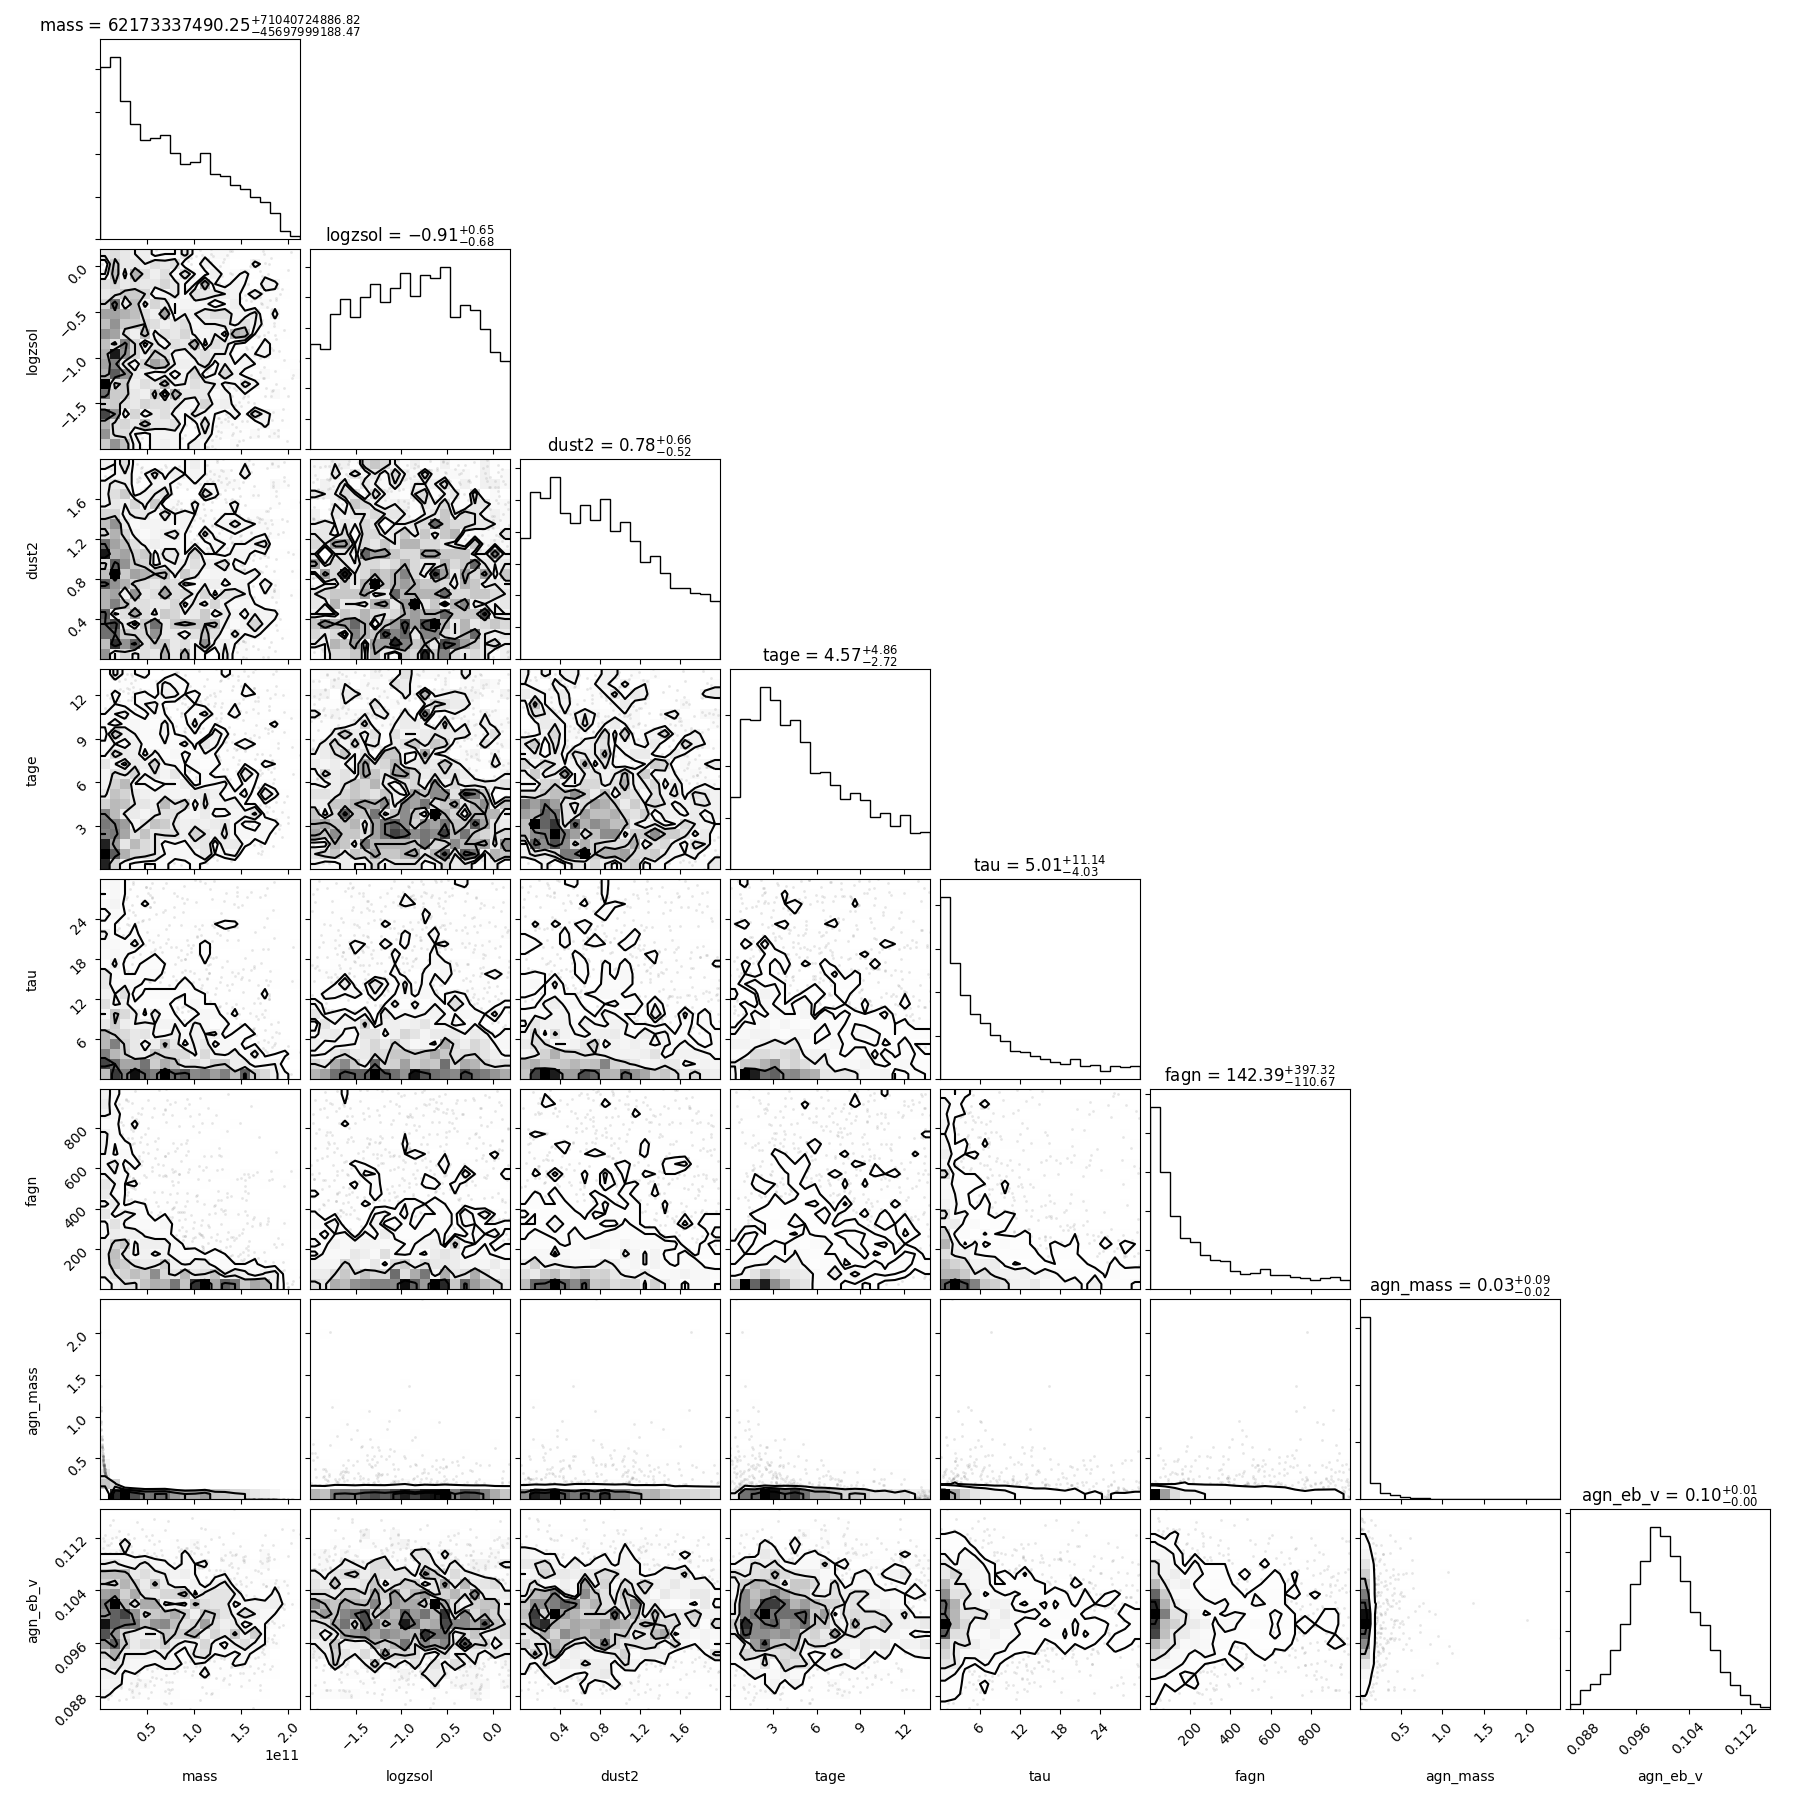 mass = 62173337490.25+71040724886.82−45697999188.47
logzsol = −0.91+0.65−0.68
0.0
−0.5
−1.0
−1.5
logzsol
dust2 = 0.78+0.66−0.52
1.6
1.2
0.8
0.4
dust2
tage = 4.57+4.86−2.72
12
9
6
3
tage
tau = 5.01+11.14−4.03
24
18
12
6
tau
fagn = 142.39+397.32−110.67
800
600
400
200
fagn
agn_mass = 0.03+0.09−0.02
2.0
1.5
1.0
0.5
agn_mass
agn_eb_v = 0.10+0.01−0.00
0.112
0.104
0.096
0.088
agn_eb_v
0.5 1.0 1.5 2.0 −1.5 −1.0 −0.5 0.0 0.4 0.8 1.2 1.6 3 6 9 12 6 12 18 24 200 400 600 800 0.5 1.0 1.5 2.0 0.088 0.096 0.104 0.112
1e11
mass logzsol dust2 tage tau fagn agn_mass agn_eb_v